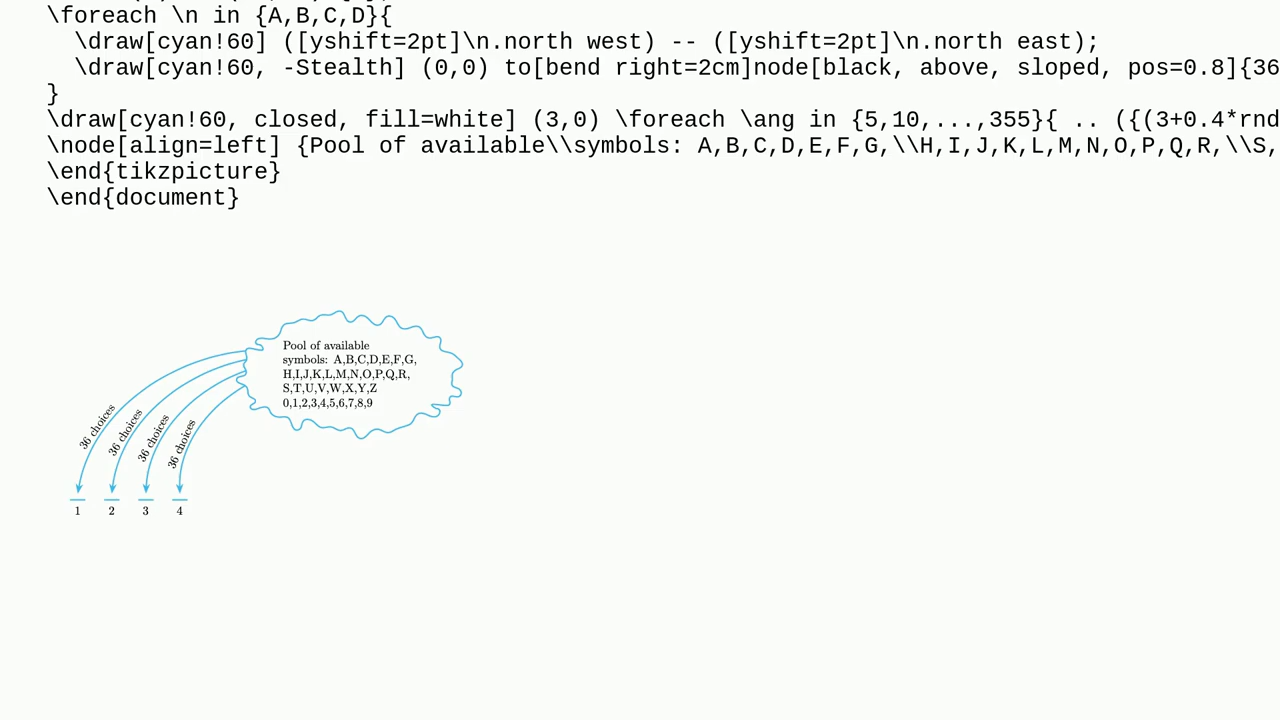 \foreach \n in {A,B,C,D}{
  \draw[cyan!60] ([yshift=2pt]\n.north west) -- ([yshift=2pt]\n.north east);
  \draw[cyan!60, -Stealth] (0,0) to[bend right=2cm]node[black, above, sloped, pos=0.8]{36
}
\draw[cyan!60, closed, fill=white] (3,0) \foreach \ang in {5,10,...,355}{ .. ({(3+0.4*rnd
\node[align=left] {Pool of available\\symbols: A,B,C,D,E,F,G,\\H,I,J,K,L,M,N,O,P,Q,R,\\S,
\end{tikzpicture}
\end{document}
Pool of available
symbols: A,B,C,D,E,F,G,
H,I,J,K,L,M,N,O,P,Q,R,
S,T,U,V,W,X,Y,Z
0,1,2,3,4,5,6,7,8,9
36 choices
36 choices
36 choices
36 choices
1 2 3 4